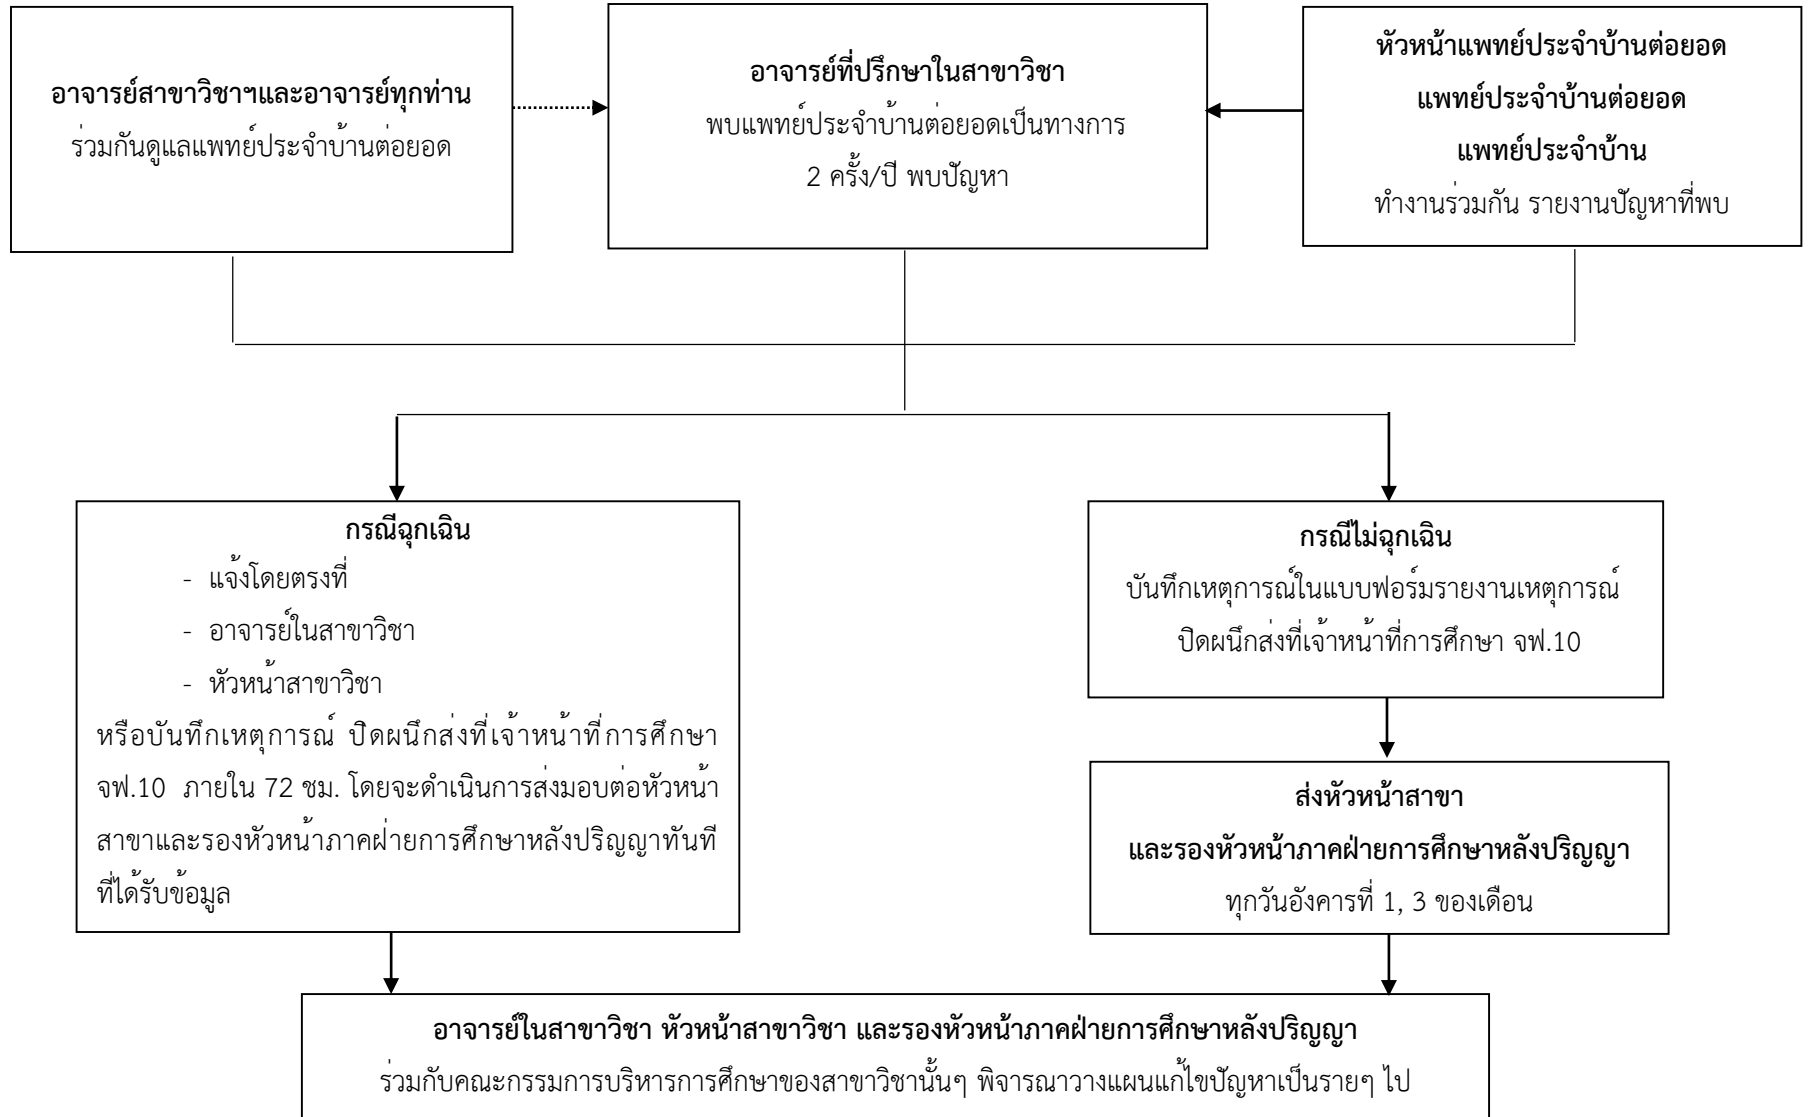 อาจารย์สาขาวิชาฯและอาจารย์ทุกท่าน
ร่วมกันดูแลแพทย์ประจำบ้านต่อยอด
อาจารย์ที่ปรึกษาในสาขาวิชา
พบแพทย์ประจำบ้านต่อยอดเป็นทางการ
2 ครั้ง/ปี พบปัญหา
หัวหน้าแพทย์ประจำบ้านต่อยอด
แพทย์ประจำบ้านต่อยอด
แพทย์ประจำบ้าน
ทำงานร่วมกัน รายงานปัญหาที่พบ
กรณีฉุกเฉิน
- แจ้งโดยตรงที่
- อาจารย์ในสาขาวิชา
- หัวหน้าสาขาวิชา
หรือบันทึกเหตุการณ์ ปิดผนึกส่งที่เจ้าหน้าที่การศึกษา
จฟ.10 ภายใน 72 ชม. โดยจะดำเนินการส่งมอบต่อหัวหน้า
สาขาและรองหัวหน้าภาคฝ่ายการศึกษาหลังปริญญาทันที
ที่ได้รับข้อมูล
กรณีไม่ฉุกเฉิน
บันทึกเหตุการณ์ในแบบฟอร์มรายงานเหตุการณ์
ปิดผนึกส่งที่เจ้าหน้าที่การศึกษา จฟ.10
ส่งหัวหน้าสาขา
และรองหัวหน้าภาคฝ่ายการศึกษาหลังปริญญา
ทุกวันอังคารที่ 1, 3 ของเดือน
อาจารย์ในสาขาวิชา หัวหน้าสาขาวิชา และรองหัวหน้าภาคฝ่ายการศึกษาหลังปริญญา
ร่วมกับคณะกรรมการบริหารการศึกษาของสาขาวิชานั้นๆ พิจารณาวางแผนแก้ไขปัญหาเป็นรายๆ ไป